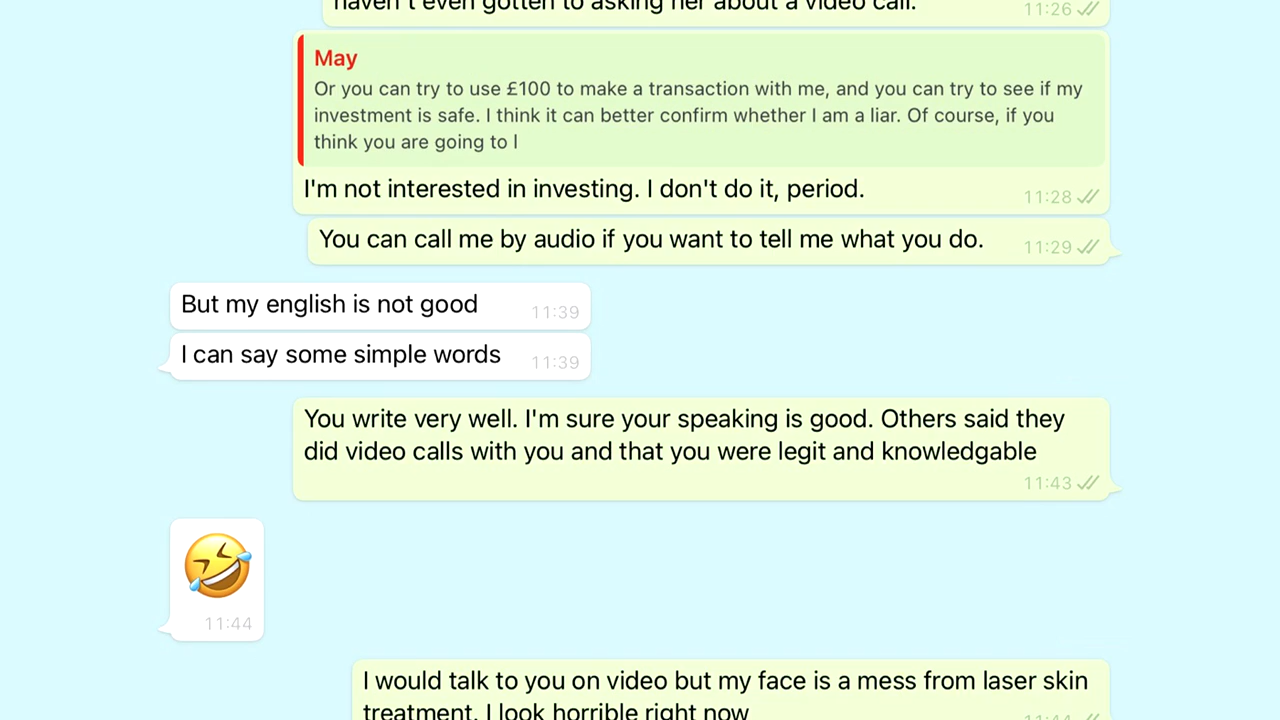 haven't even gotten to asking her about a video call.
11:26
May
Or you can try to use £100 to make a transaction with me, and you can try to see if my
investment is safe. I think it can better confirm whether I am a liar. Of course, if you
think you are going to l
I'm not interested in investing. I don't do it, period.
11:28
You can call me by audio if you want to tell me what you do.
11:29
But my english is not good
11:39
I can say some simple words
11:39
You write very well. I'm sure your speaking is good. Others said they
did video calls with you and that you were legit and knowledgable
11:43
11:44
I would talk to you on video but my face is a mess from laser skin
treatment. I look horrible right now
11:44